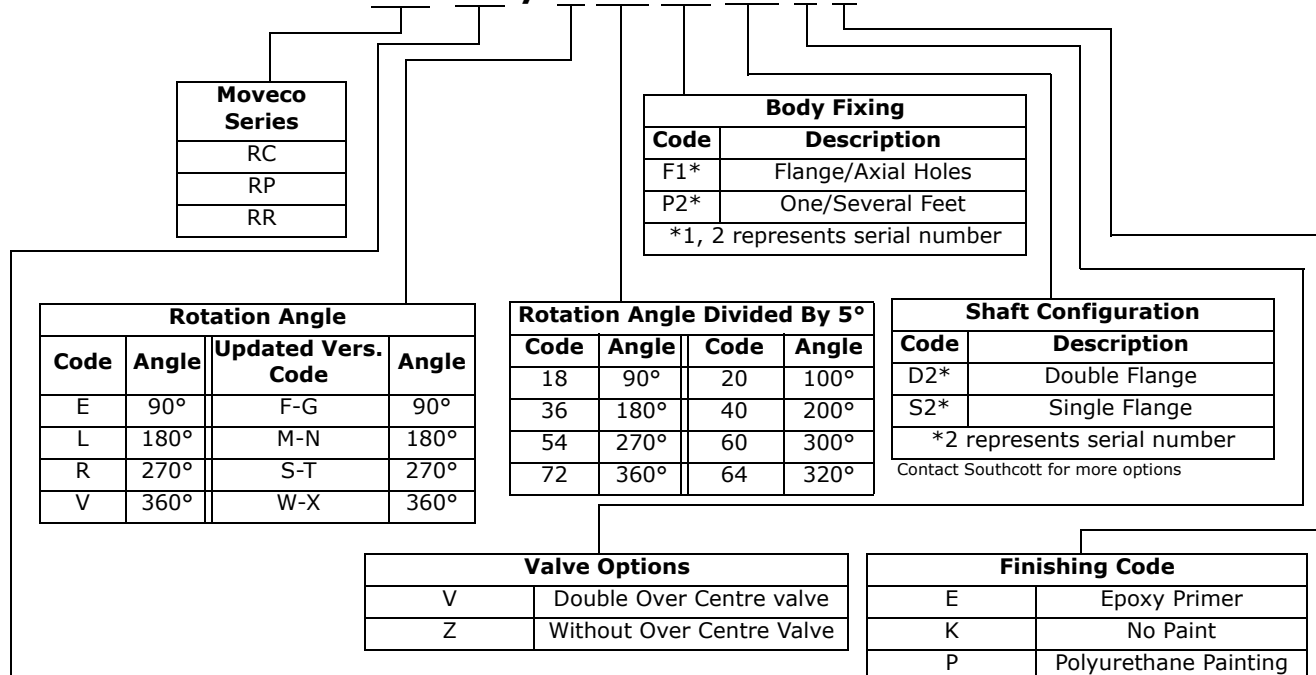 Moveco
Series
RC
RP
RR
Body Fixing
Code Description
F1* Flange/Axial Holes
P2* One/Several Feet
*1, 2 represents serial number
Rotation Angle
Code Angle Updated Vers. Code Angle
E 90° F-G 90°
L 180° M-N 180°
R 270° S-T 270°
V 360° W-X 360°
Rotation Angle Divided By 5°
Code Angle Code Angle
18 90° 20 100°
36 180° 40 200°
54 270° 60 300°
72 360° 64 320°
Shaft Configuration
Code Description
D2* Double Flange
S2* Single Flange
*2 represents serial number
Contact Southcott for more options
Valve Options
V Double Over Centre valve
Z Without Over Centre Valve
Finishing Code
E Epoxy Primer
K No Paint
P Polyurethane Painting